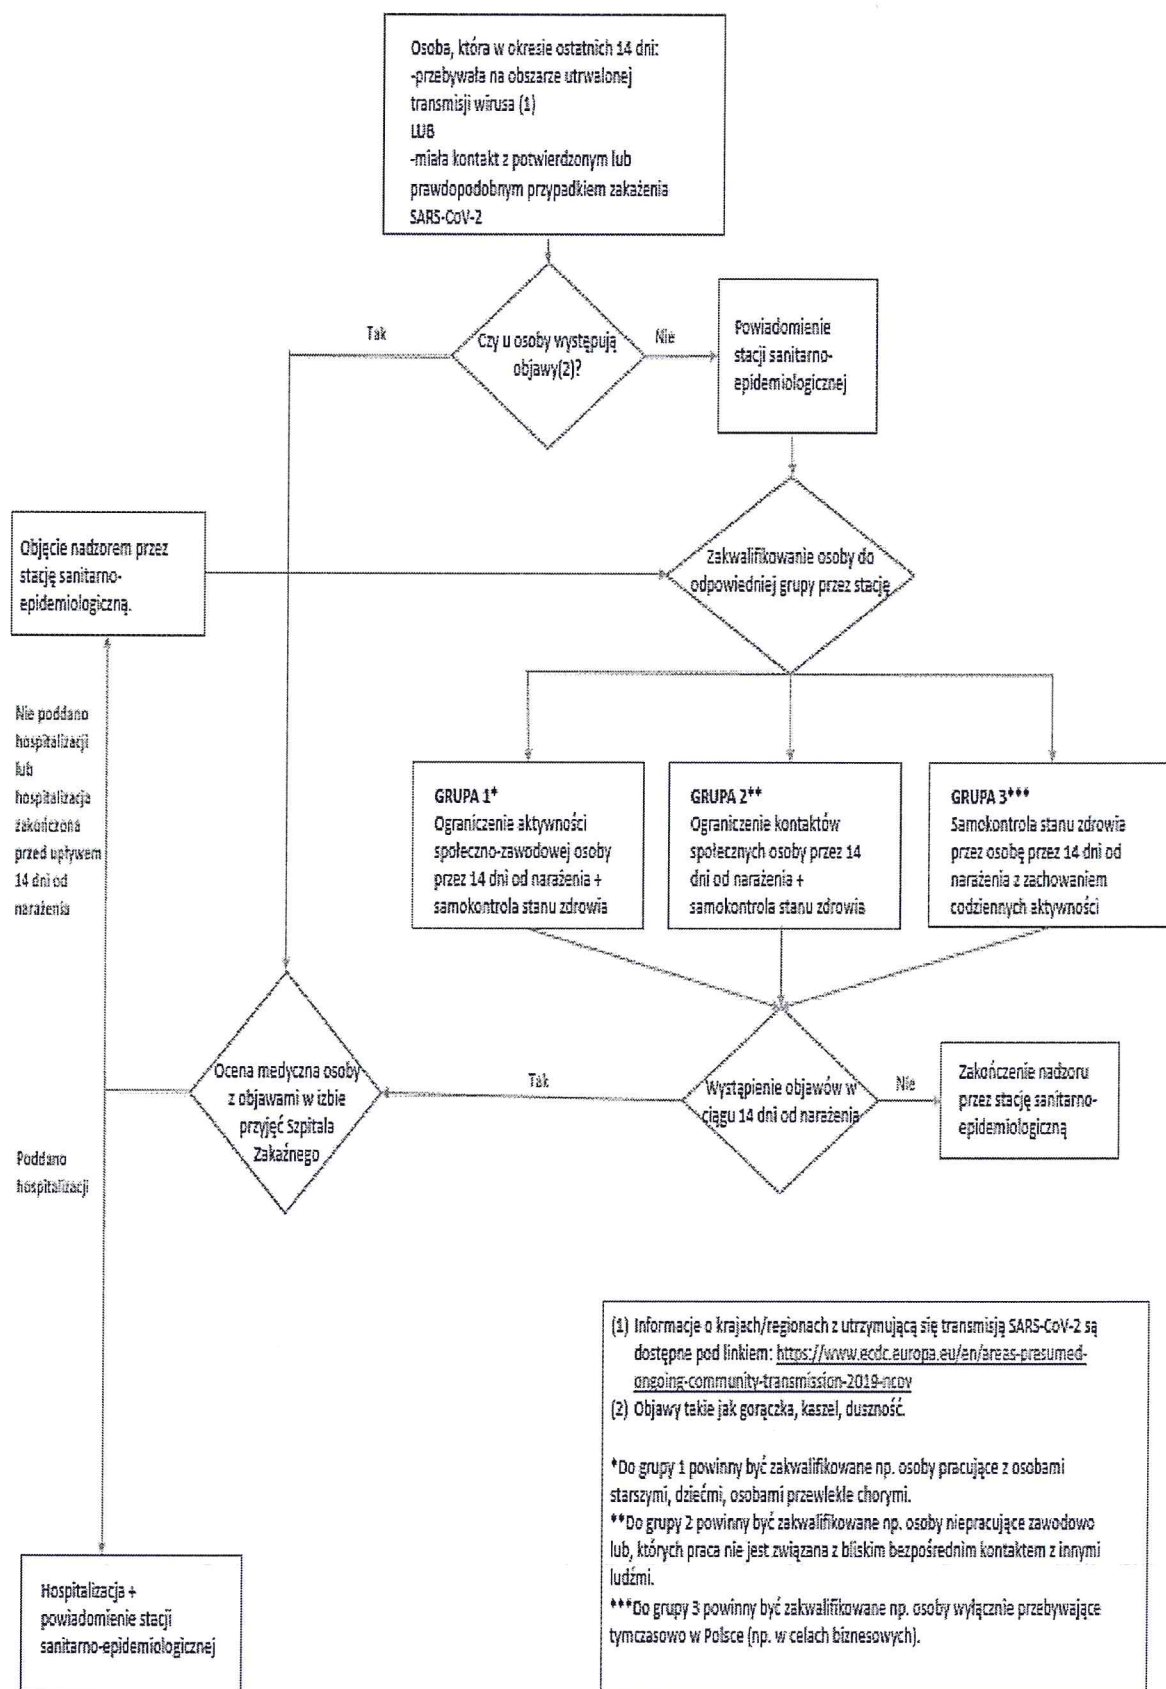 Osoba, która w okresie ostatnich 14 dni:
-przebywała na obszarze utrwalonej
transmisji wirusa (1)
LUB
-miała kontakt z potwierdzonym lub
prawdopodobnym przypadkiem zakażenia
SARS-CoV-2
Tak
Czy u osoby występują
objawy(2)?
Nie
Powiadomienie
stacji sanitarno-
epidemiologicznej
Objęcie nadzorem przez
stację sanitarno-
epidemiologiczną.
Zakwalifikowanie osoby do
odpowiedniej grupy przez stację
Nie poddano
hospitalizacji
lub
hospitalizacja
zakończona
przed upływem
14 dni od
narażenia
GRUPA 1*
Ograniczenie aktywności
społeczno-zawodowej osoby
przez 14 dni od narażenia +
samokontrola stanu zdrowia
GRUPA 2**
Ograniczenie kontaktów
społecznych osoby przez 14
dni od narażenia +
samokontrola stanu zdrowia
GRUPA 3***
Samokontrola stanu zdrowia
przez osobę przez 14 dni od
narażenia z zachowaniem
codziennych aktywności
Ocena medyczna osoby
z objawami w izbie
przyjęć Szpitala
Zakaźnego
Tak
Wystąpienie objawów w
ciągu 14 dni od narażenia
Nie
Zakończenie nadzoru
przez stację sanitarno-
epidemiologiczną
Poddano
hospitalizacji
Hospitalizacja +
powiadomienie stacji
sanitarno-epidemiologicznej
(1) Informacje o krajach/regionach z utrzymującą się transmisją SARS-CoV-2 są
dostępne pod linkiem: https://www.ecdc.europa.eu/en/areas-presumed-
ongoing-community-transmission-2019-ncov
(2) Objawy takie jak gorączka, kaszel, duszność.
*Do grupy 1 powinny być zakwalifikowane np. osoby pracujące z osobami
starszymi, dziećmi, osobami przewlekle chorymi.
**Do grupy 2 powinny być zakwalifikowane np. osoby niepracujące zawodowo
lub, których praca nie jest związana z bliskim bezpośrednim kontaktem z innymi
ludźmi.
***Do grupy 3 powinny być zakwalifikowane np. osoby wyłącznie przebywające
tymczasowo w Polsce (np. w celach biznesowych).